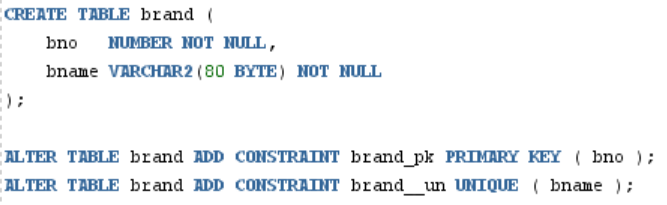 CREATE TABLE brand (
    bno   NUMBER NOT NULL,
    bname VARCHAR2(80 BYTE) NOT NULL
);
ALTER TABLE brand ADD CONSTRAINT brand_pk PRIMARY KEY ( bno );
ALTER TABLE brand ADD CONSTRAINT brand__un UNIQUE ( bname );